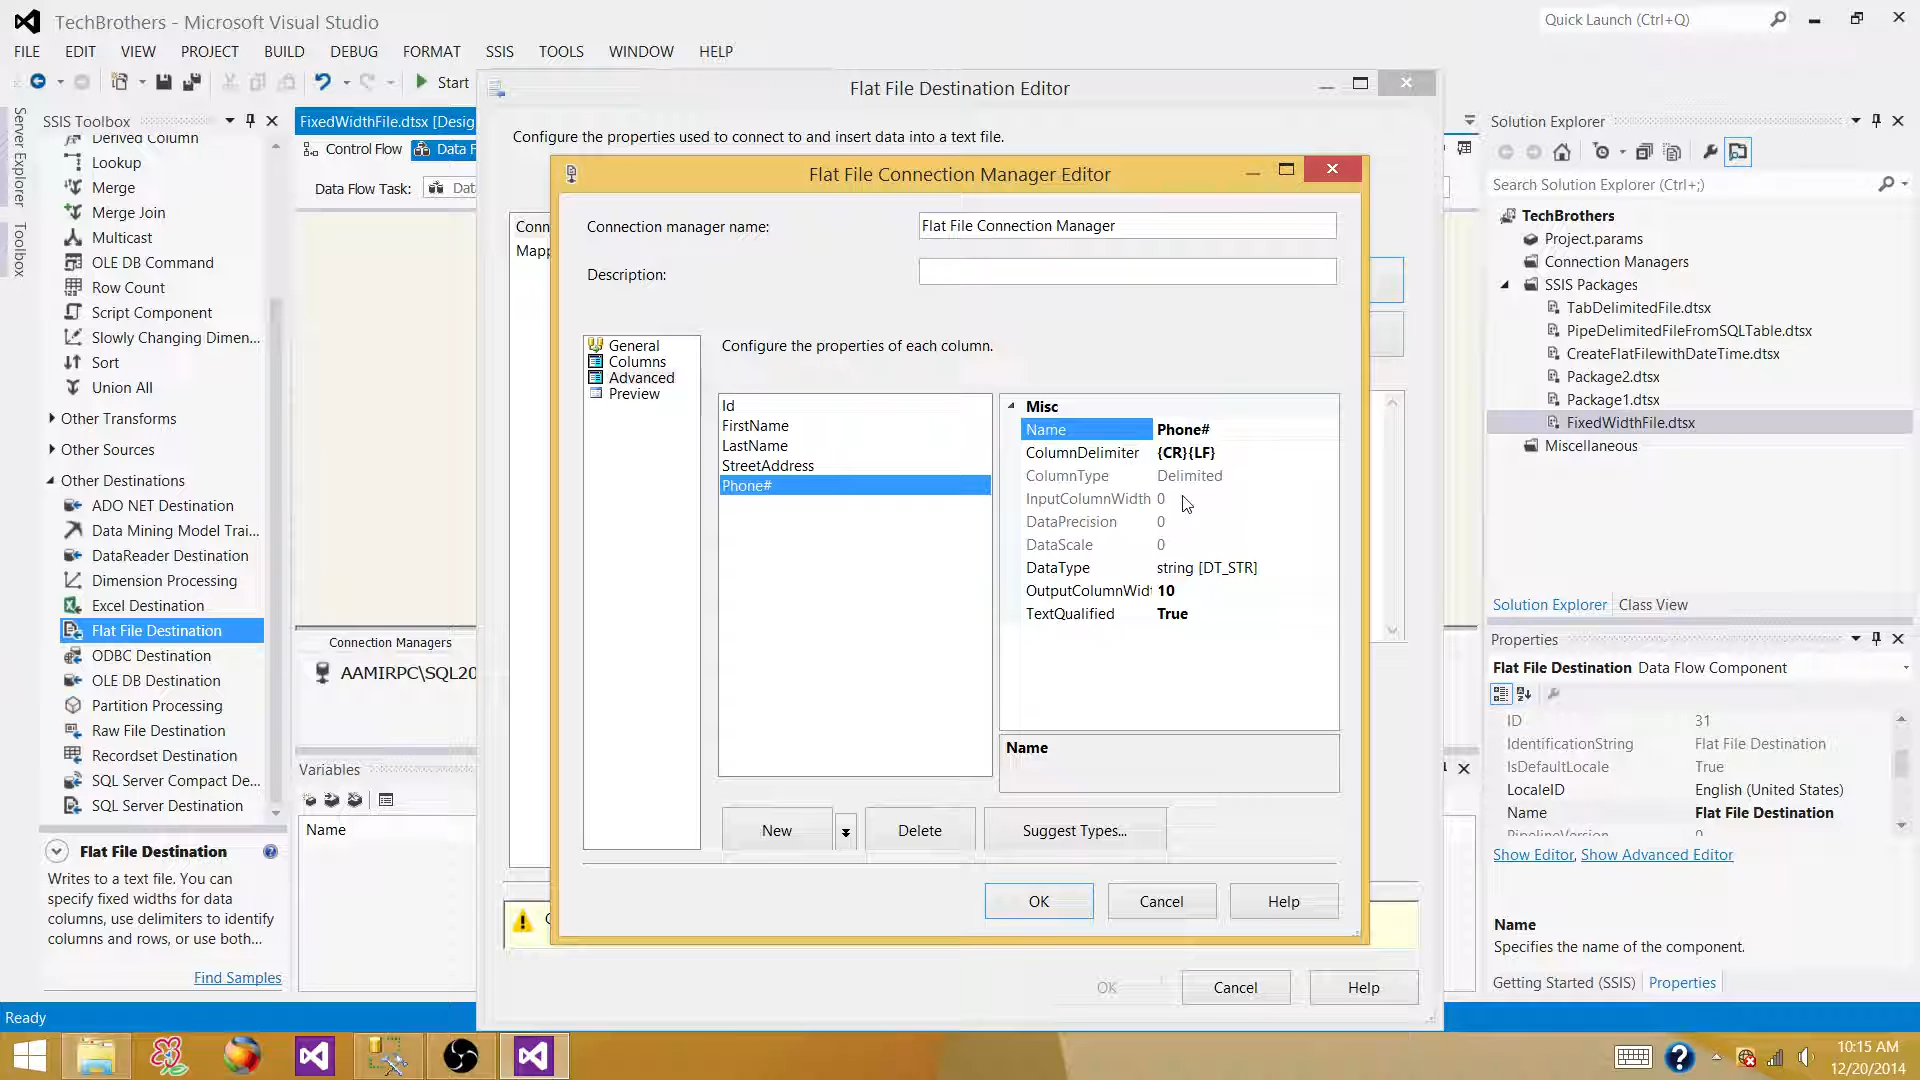 TechBrothers - Microsoft Visual Studio
Quick Launch (Ctrl+Q)
FILE EDIT VIEW PROJECT BUILD DEBUG FORMAT SSIS TOOLS WINDOW HELP
Start
Server Explorer
Toolbox
SSIS Toolbox
Derived Column
Lookup
Merge
Merge Join
Multicast
OLE DB Command
Row Count
Script Component
Slowly Changing Dimen...
Sort
Union All
Other Transforms
Other Sources
Other Destinations
ADO NET Destination
Data Mining Model Trai...
DataReader Destination
Dimension Processing
Excel Destination
Flat File Destination
ODBC Destination
OLE DB Destination
Partition Processing
Raw File Destination
Recordset Destination
SQL Server Compact De...
SQL Server Destination
Flat File Destination
Writes to a text file. You can
specify fixed widths for data
columns, use delimiters to identify
columns and rows, or use both...
Find Samples
FixedWidthFile.dtsx [Desig
Control Flow
Data F
Data Flow Task:
Dat
Connection Managers
AAMIRPC\SQL20
Variables
Name
Flat File Destination Editor
Configure the properties used to connect to and insert data into a text file.
Conn
Mapp
Flat File Connection Manager Editor
Connection manager name:
Flat File Connection Manager
Description:
General
Columns
Advanced
Preview
Configure the properties of each column.
Id
FirstName
LastName
StreetAddress
Phone#
Misc
Name Phone#
ColumnDelimiter {CR}{LF}
ColumnType Delimited
InputColumnWidth 0
DataPrecision 0
DataScale 0
DataType string [DT_STR]
OutputColumnWidt 10
TextQualified True
Name
New
Delete
Suggest Types...
OK
Cancel
Help
OK
Cancel
Help
Solution Explorer
Search Solution Explorer (Ctrl+;)
TechBrothers
Project.params
Connection Managers
SSIS Packages
TabDelimitedFile.dtsx
PipeDelimitedFileFromSQLTable.dtsx
CreateFlatFilewithDateTime.dtsx
Package2.dtsx
Package1.dtsx
FixedWidthFile.dtsx
Miscellaneous
Solution Explorer Class View
Properties
Flat File Destination Data Flow Component
ID 31
IdentificationString Flat File Destination
IsDefaultLocale True
LocaleID English (United States)
Name Flat File Destination
PipelineVersion 0
Show Editor, Show Advanced Editor
Name
Specifies the name of the component.
Getting Started (SSIS) Properties
Ready
10:15 AM
12/20/2014